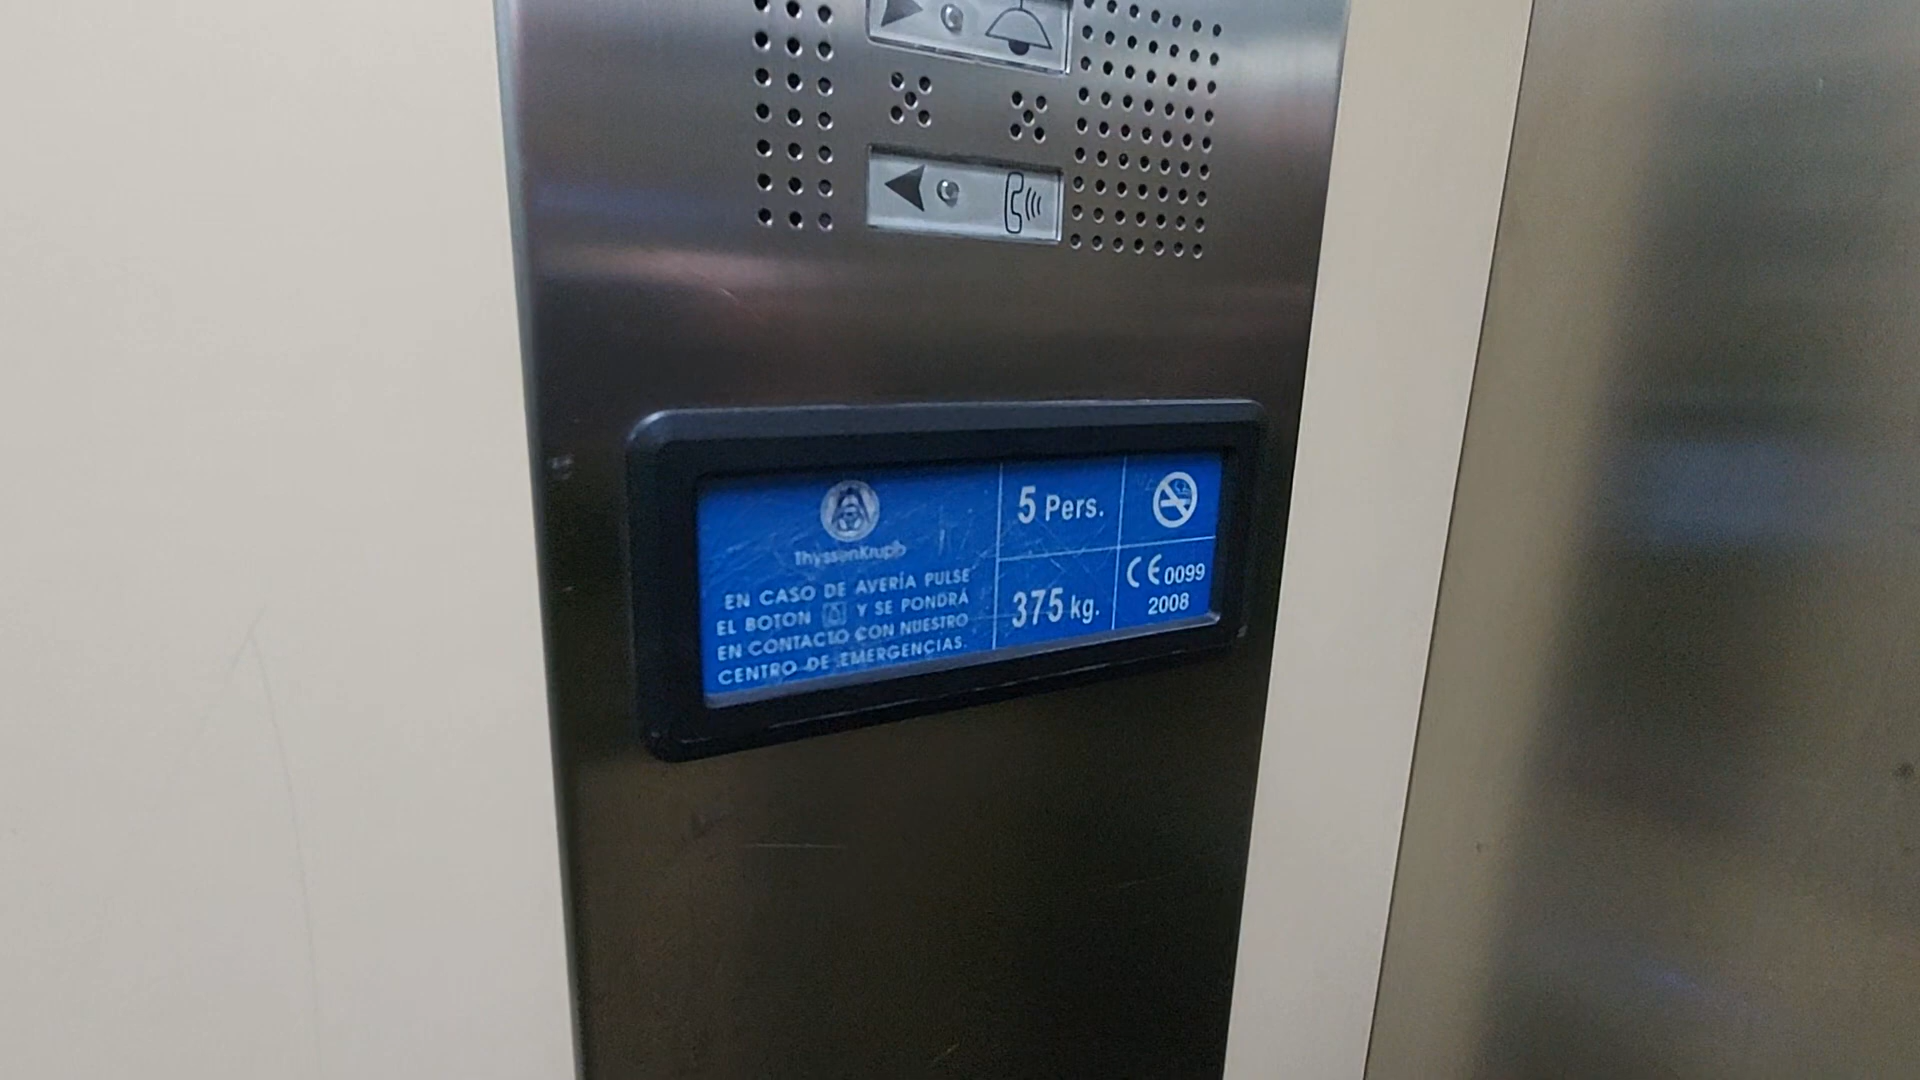 ThyssenKrupp
EN CASO DE AVERÍA PULSE
EL BOTON Y SE PONDRÁ
EN CONTACTO CON NUESTRO
CENTRO DE EMERGENCIAS.
5 Pers.
375 kg.
CE 0099
2008